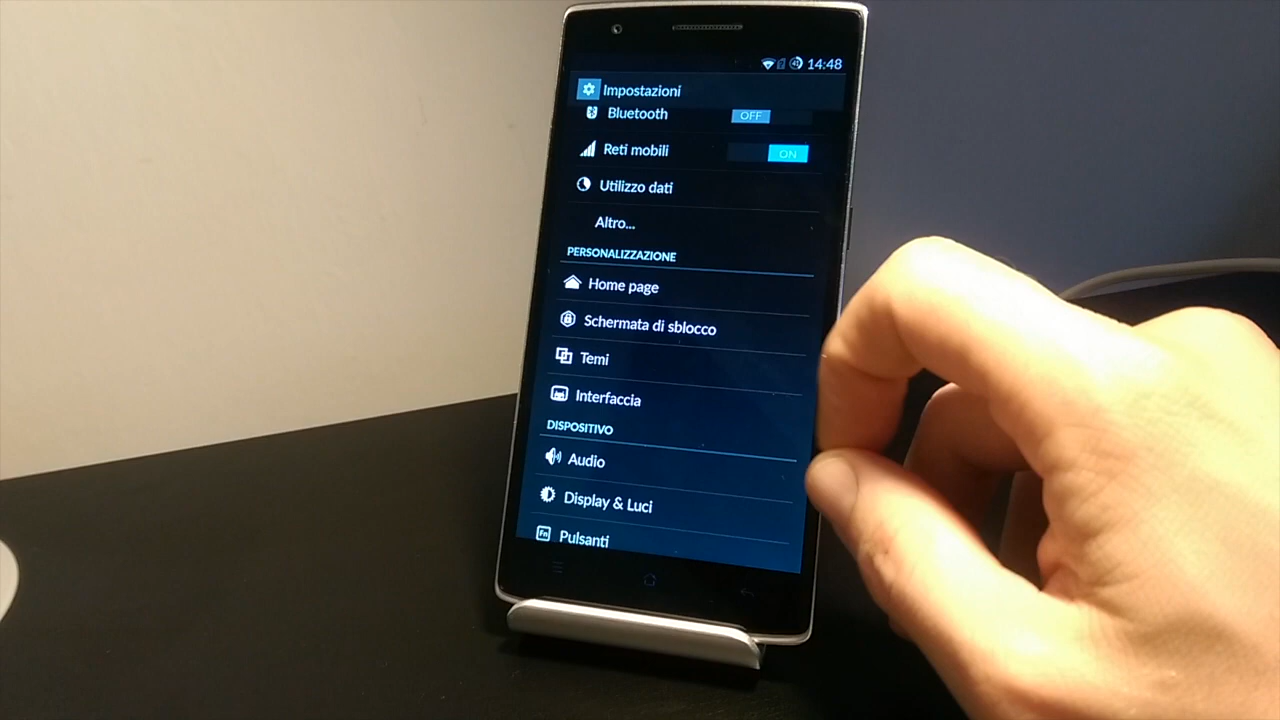 14:48
Impostazioni
Bluetooth OFF
Reti mobili ON
Utilizzo dati
Altro...
PERSONALIZZAZIONE
Home page
Schermata di sblocco
Temi
Interfaccia
DISPOSITIVO
Audio
Display & Luci
Fn Pulsanti